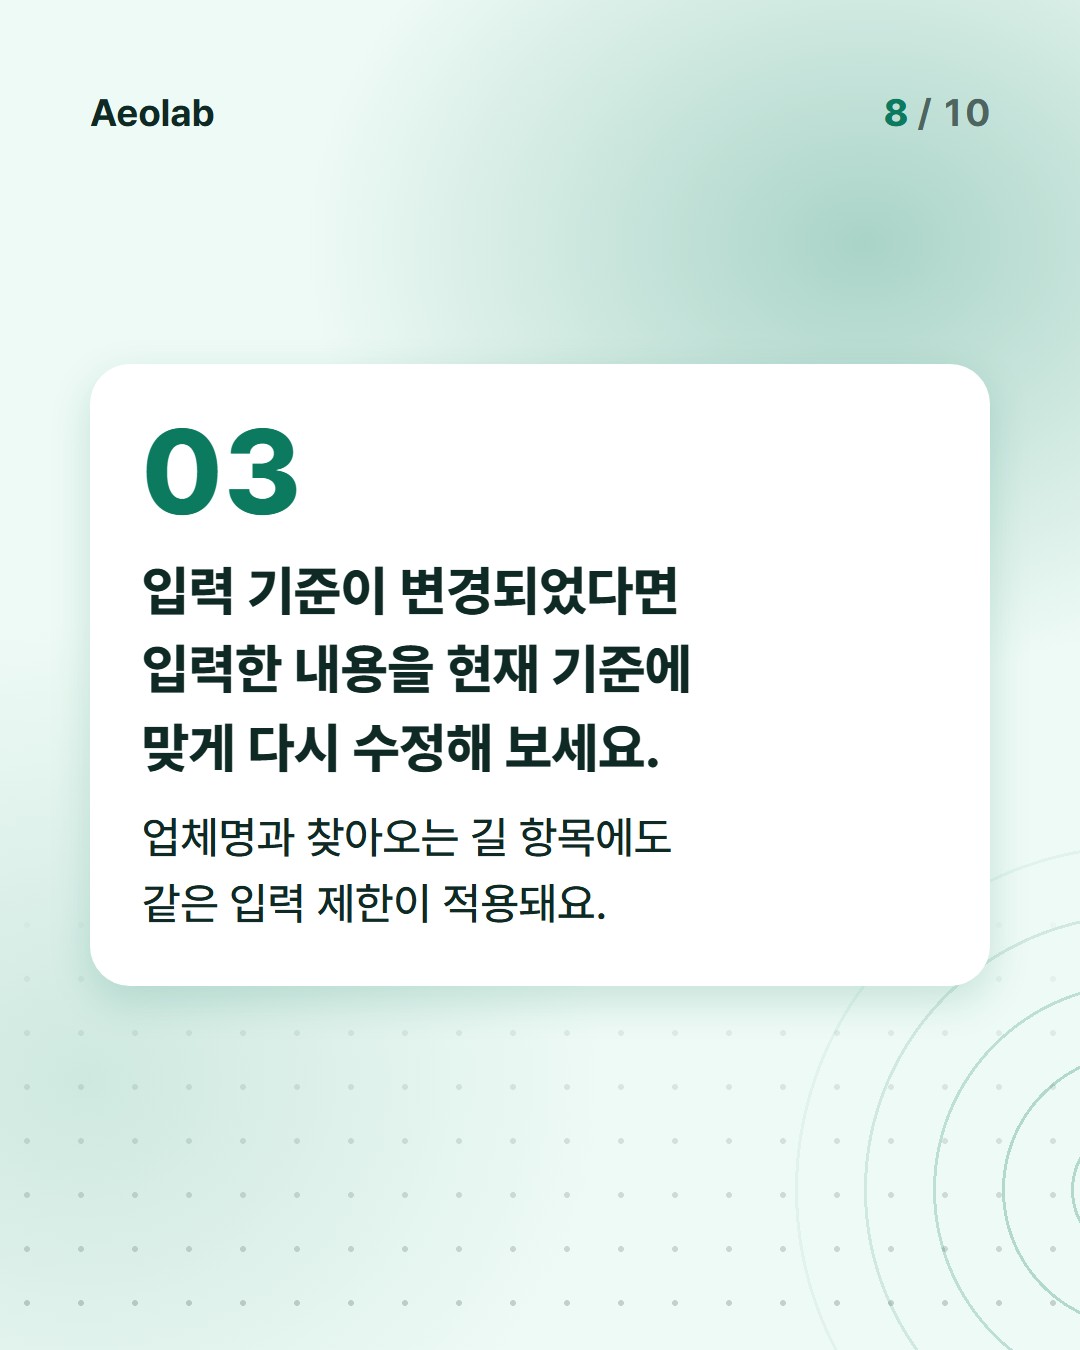 Aeolab
8 / 10
03
입력 기준이 변경되었다면
입력한 내용을 현재 기준에
맞게 다시 수정해 보세요.
업체명과 찾아오는 길 항목에도
같은 입력 제한이 적용돼요.